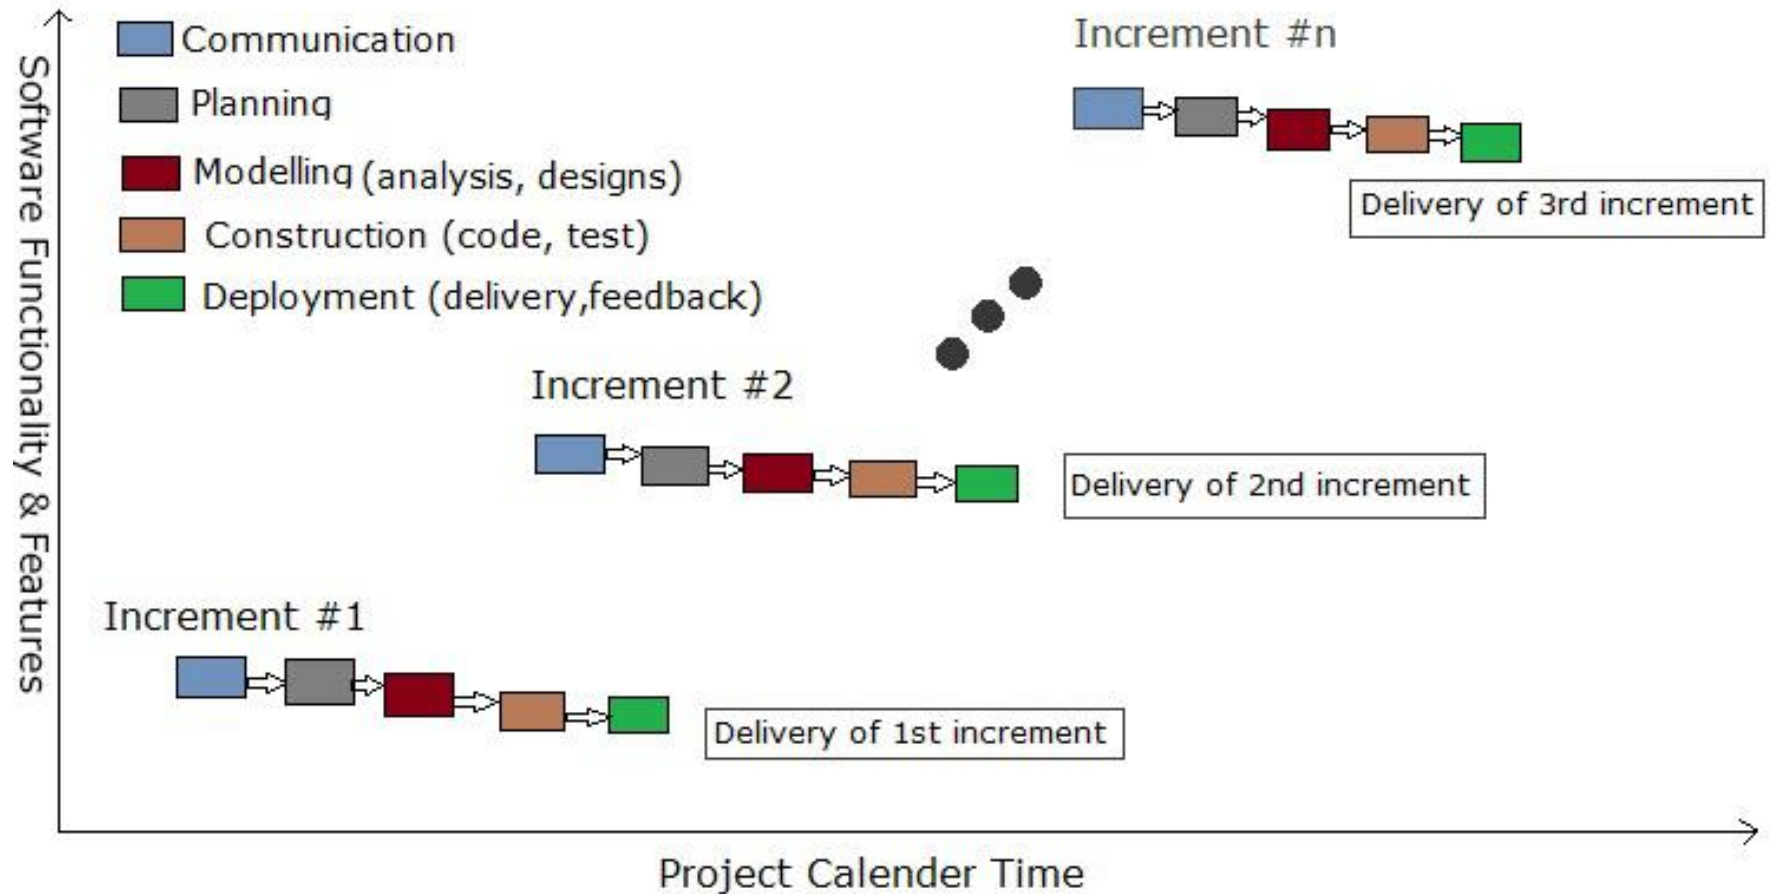 Software Functionality & Features
Communication
Planning
Modelling (analysis, designs)
Construction (code, test)
Deployment (delivery,feedback)
Increment #n
Delivery of 3rd increment
Increment #2
Delivery of 2nd increment
Increment #1
Delivery of 1st increment
Project Calender Time